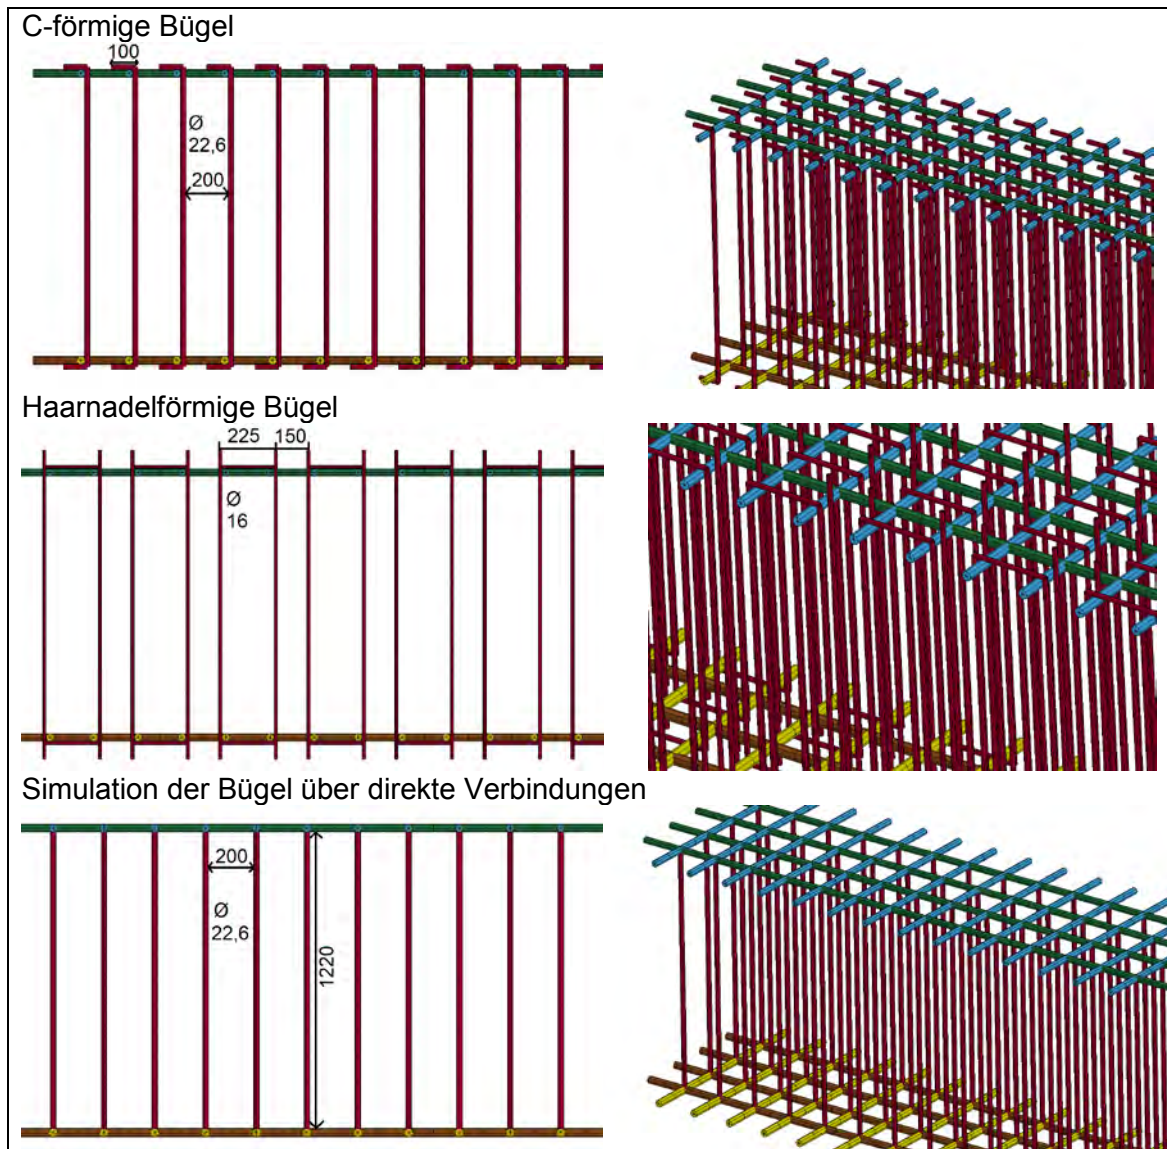 C-förmige Bügel
100
Ø
22,6
200
Haarnadelförmige Bügel
225 150
Ø
16
Simulation der Bügel über direkte Verbindungen
200
Ø
22,6
1220